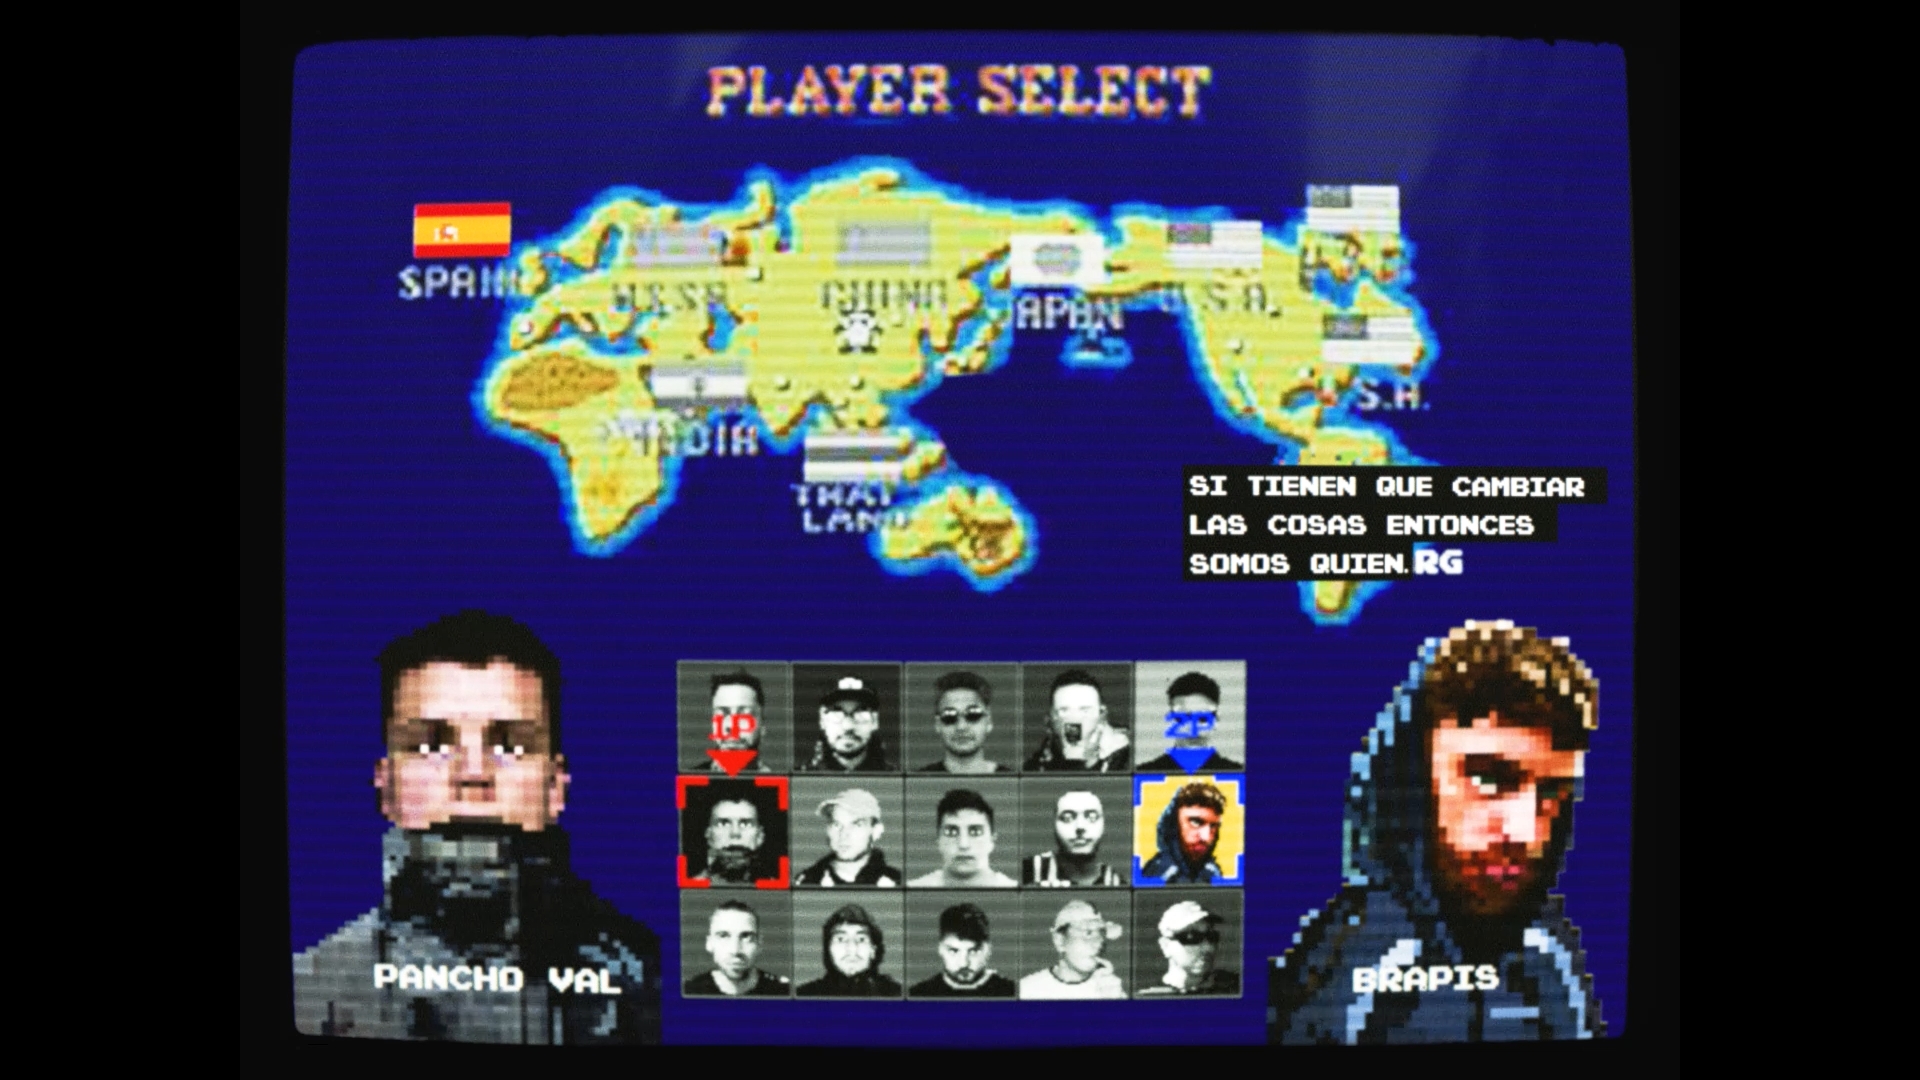 PLAYER SELECT
SPAIN
U.S.S.R.
CHINA
JAPAN
U.S.A.
U.S.A.
INDIA
THAI
LAND
SI TIENEN QUE CAMBIAR
LAS COSAS ENTONCES
SOMOS QUIEN.RG
1P
2P
PANCHO VAL
BRAPIS